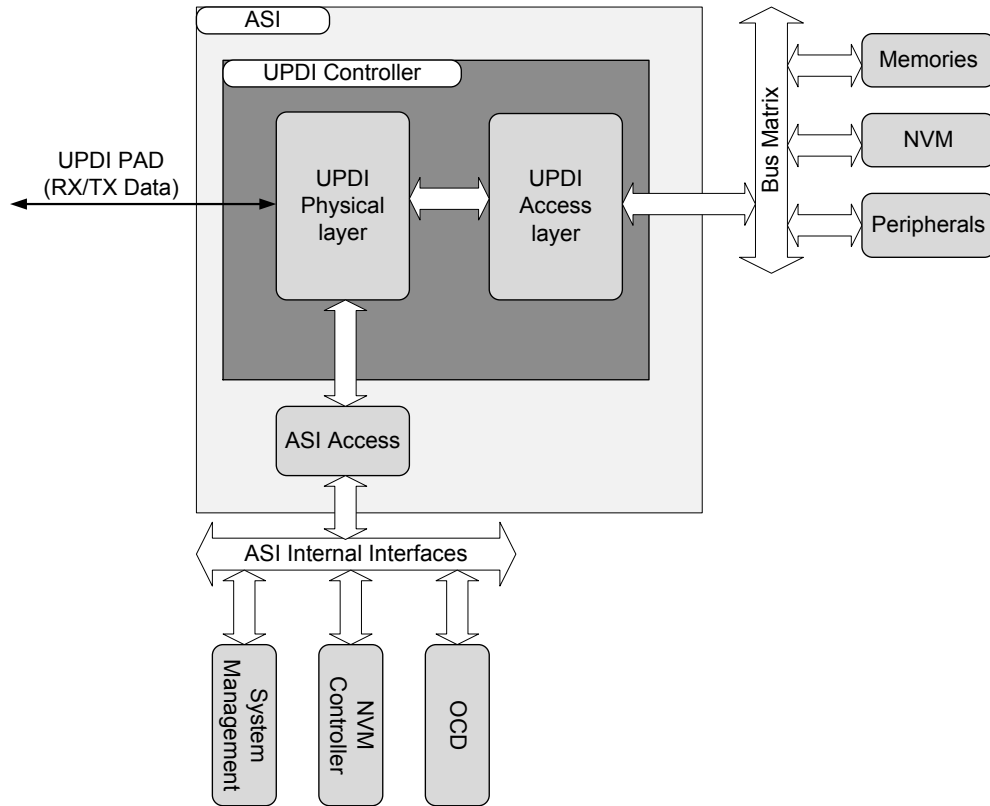 ASI
UPDI Controller
UPDI PAD
(RX/TX Data)
UPDI
Physical
layer
UPDI
Access
layer
Bus Matrix
Memories
NVM
Peripherals
ASI Access
ASI Internal Interfaces
System
Management
NVM
Controller
OCD